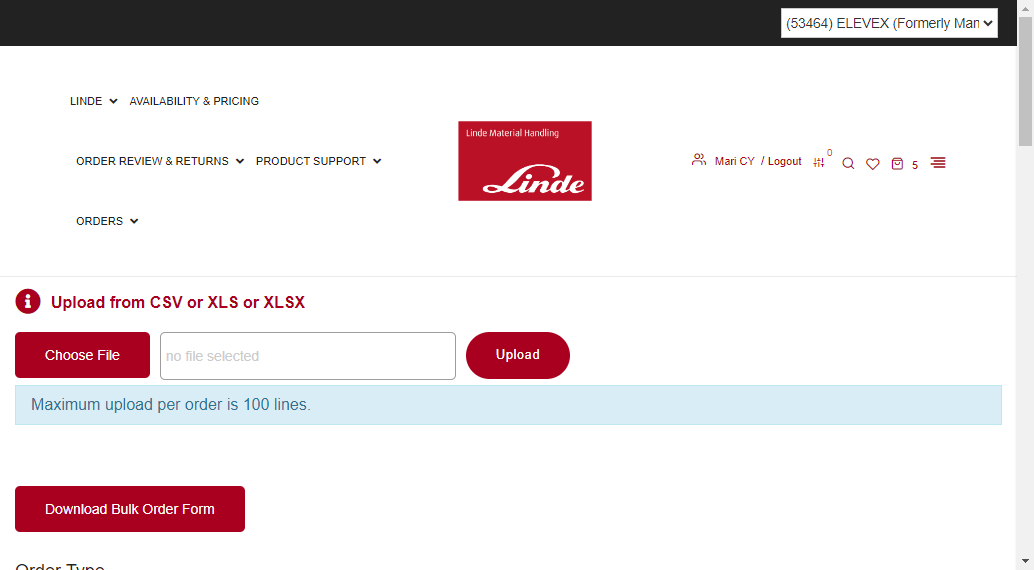 (53464) ELEVEX (Formerly Man
LINDE
AVAILABILITY & PRICING
ORDER REVIEW & RETURNS
PRODUCT SUPPORT
ORDERS
Linde Material Handling
Linde
Mari CY / Logout
0
5
Upload from CSV or XLS or XLSX
Choose File
no file selected
Upload
Maximum upload per order is 100 lines.
Download Bulk Order Form
Order Type